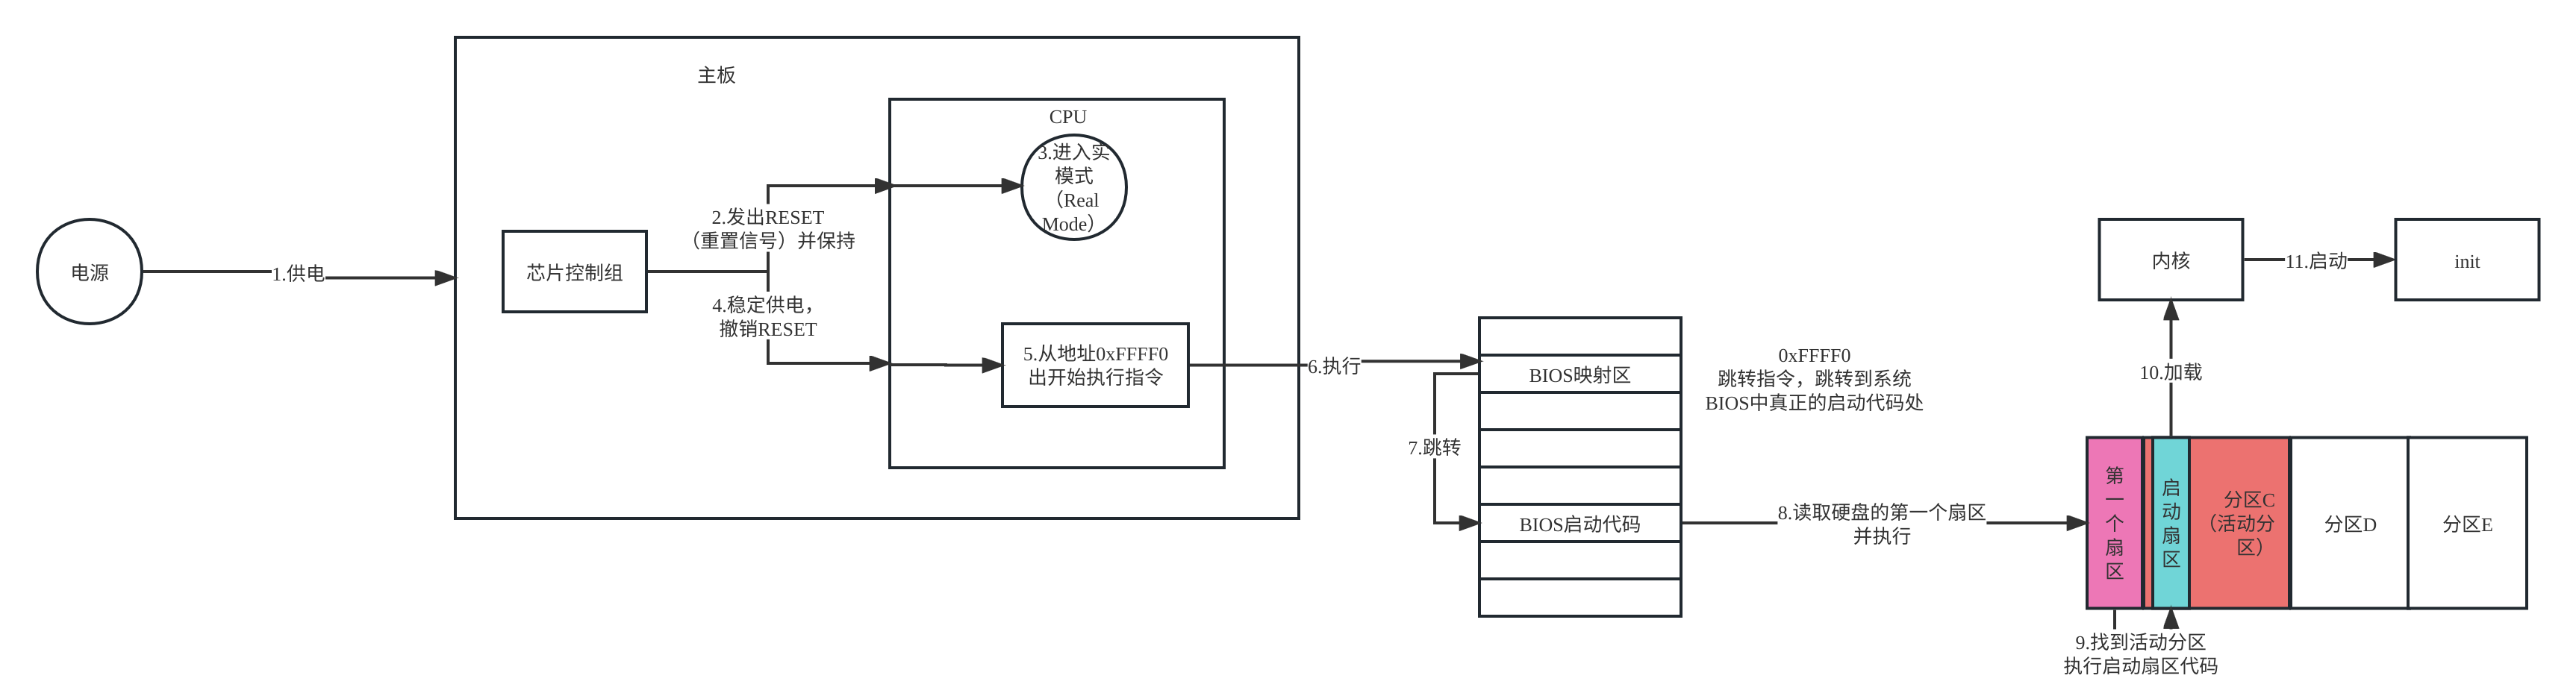 主板
CPU
3.进入实
模式
（Real
Mode）
2.发出RESET
（重置信号）并保持
电源
1.供电
芯片控制组
4.稳定供电，
撤销RESET
5.从地址0xFFFF0
出开始执行指令
6.执行
BIOS映射区
0xFFFF0
跳转指令，跳转到系统
BIOS中真正的启动代码处
7.跳转
BIOS启动代码
8.读取硬盘的第一个扇区
并执行
内核
11.启动
init
10.加载
第
一
个
扇
区
启
动
扇
区
分区C
（活动分
区）
分区D
分区E
9.找到活动分区
执行启动扇区代码